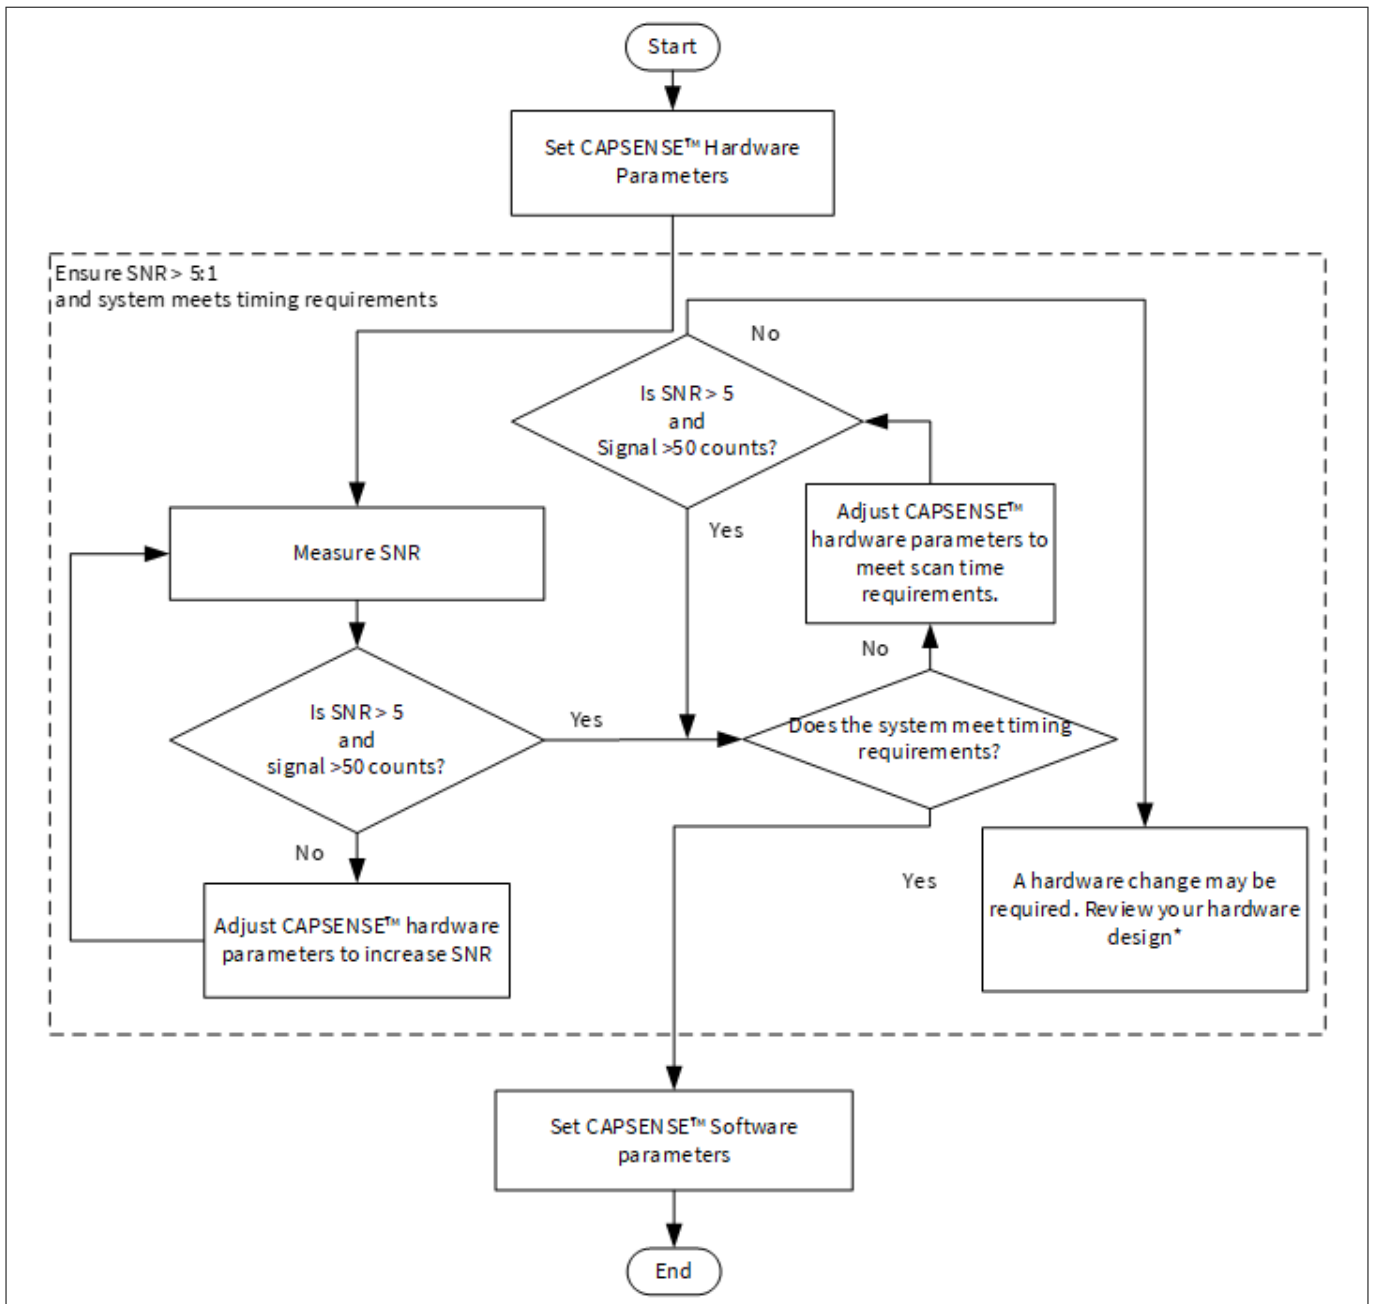 Start
Set CAPSENSE™ Hardware
Parameters
Ensure SNR > 5:1
and system meets timing requirements
No
Is SNR > 5
and
Signal >50 counts?
Yes
Adjust CAPSENSE™
hardware parameters to
meet scan time
requirements.
Measure SNR
No
Is SNR > 5
and
signal >50 counts?
Yes
Does the system meet timing
requirements?
No
Adjust CAPSENSE™ hardware
parameters to increase SNR
Yes
A hardware change may be
required. Review your hardware
design*
Set CAPSENSE™ Software
parameters
End